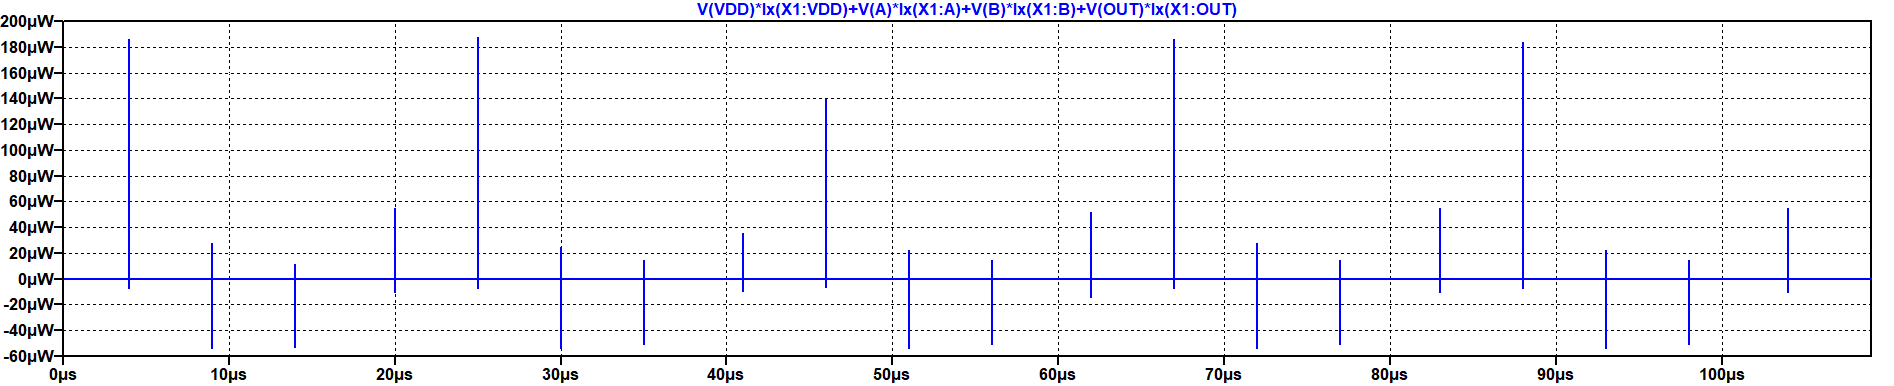 V(VDD)*Ix(X1:VDD)+V(A)*Ix(X1:A)+V(B)*Ix(X1:B)+V(OUT)*Ix(X1:OUT)
200µW
180µW
160µW
140µW
120µW
100µW
80µW
60µW
40µW
20µW
0µW
-20µW
-40µW
-60µW
0µs 10µs 20µs 30µs 40µs 50µs 60µs 70µs 80µs 90µs 100µs